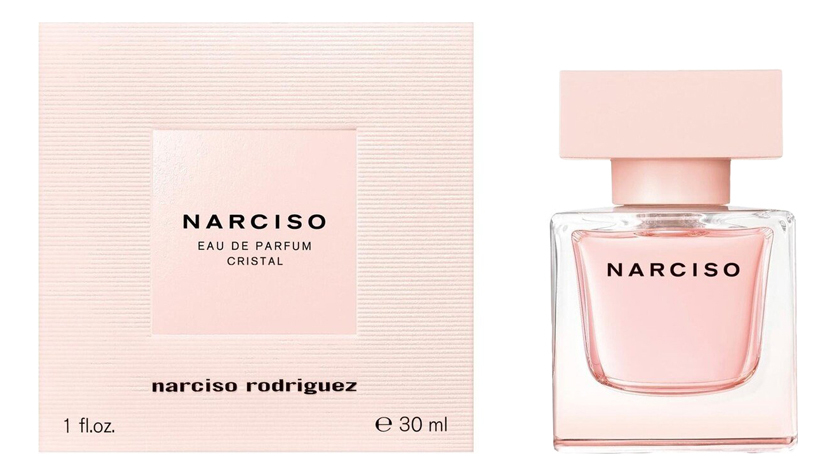 NARCISO
EAU DE PARFUM
CRISTAL
narciso rodriguez
1 fl.oz.
℮ 30 ml
NARCISO